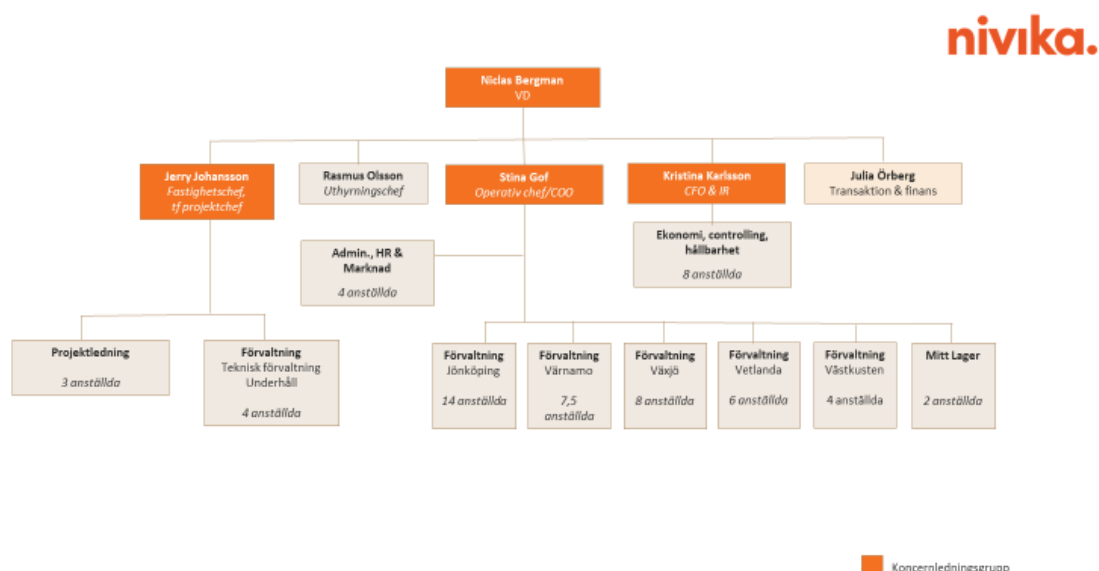 nivika.
Niclas Bergman
VD
Jerry Johansson
Fastighetschef,
tf projektchef
Rasmus Olsson
Uthyrningschef
Stina Gof
Operativ chef/COO
Kristina Karlsson
CFO & IR
Julia Örberg
Transaktion & finans
Admin., HR &
Marknad
4 anställda
Ekonomi, controlling,
hållbarhet
8 anställda
Projektledning
3 anställda
Förvaltning
Teknisk förvaltning
Underhåll
4 anställda
Förvaltning
Jönköping
14 anställda
Förvaltning
Värnamo
7,5
anställda
Förvaltning
Växjö
8 anställda
Förvaltning
Vetlanda
6 anställda
Förvaltning
Västkusten
4 anställda
Mitt Lager
2 anställda
Koncernledningsgrupp